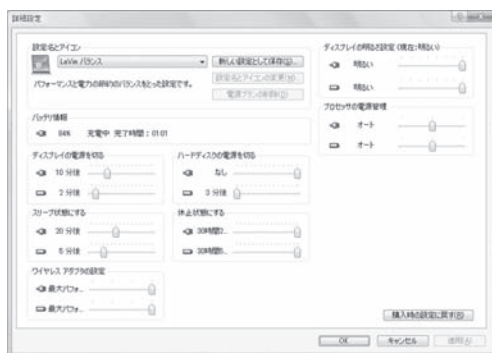 詳細設定
設定名とアイコン
LaVie バランス
新しい設定として保存(S)...
設定名とアイコンの変更(M)...
パフォーマンスと電力の節約のバランスをとった設定です。
電源プランの削除(D)
バッテリ情報
84% 充電中 完了時間：01:01
ディスプレイの電源を切る
10 分後
2 分後
ハードディスクの電源を切る
なし
3 分後
スリープ状態にする
20 分後
5 分後
休止状態にする
ワイヤレス アダプタの設定
最大パフォ...
最大パフォ...
ディスプレイの明るさ設定 (現在:明るい)
明るい
明るい
プロセッサの電源管理
オート
オート
購入時の設定に戻す(R)
OK
キャンセル
適用(A)